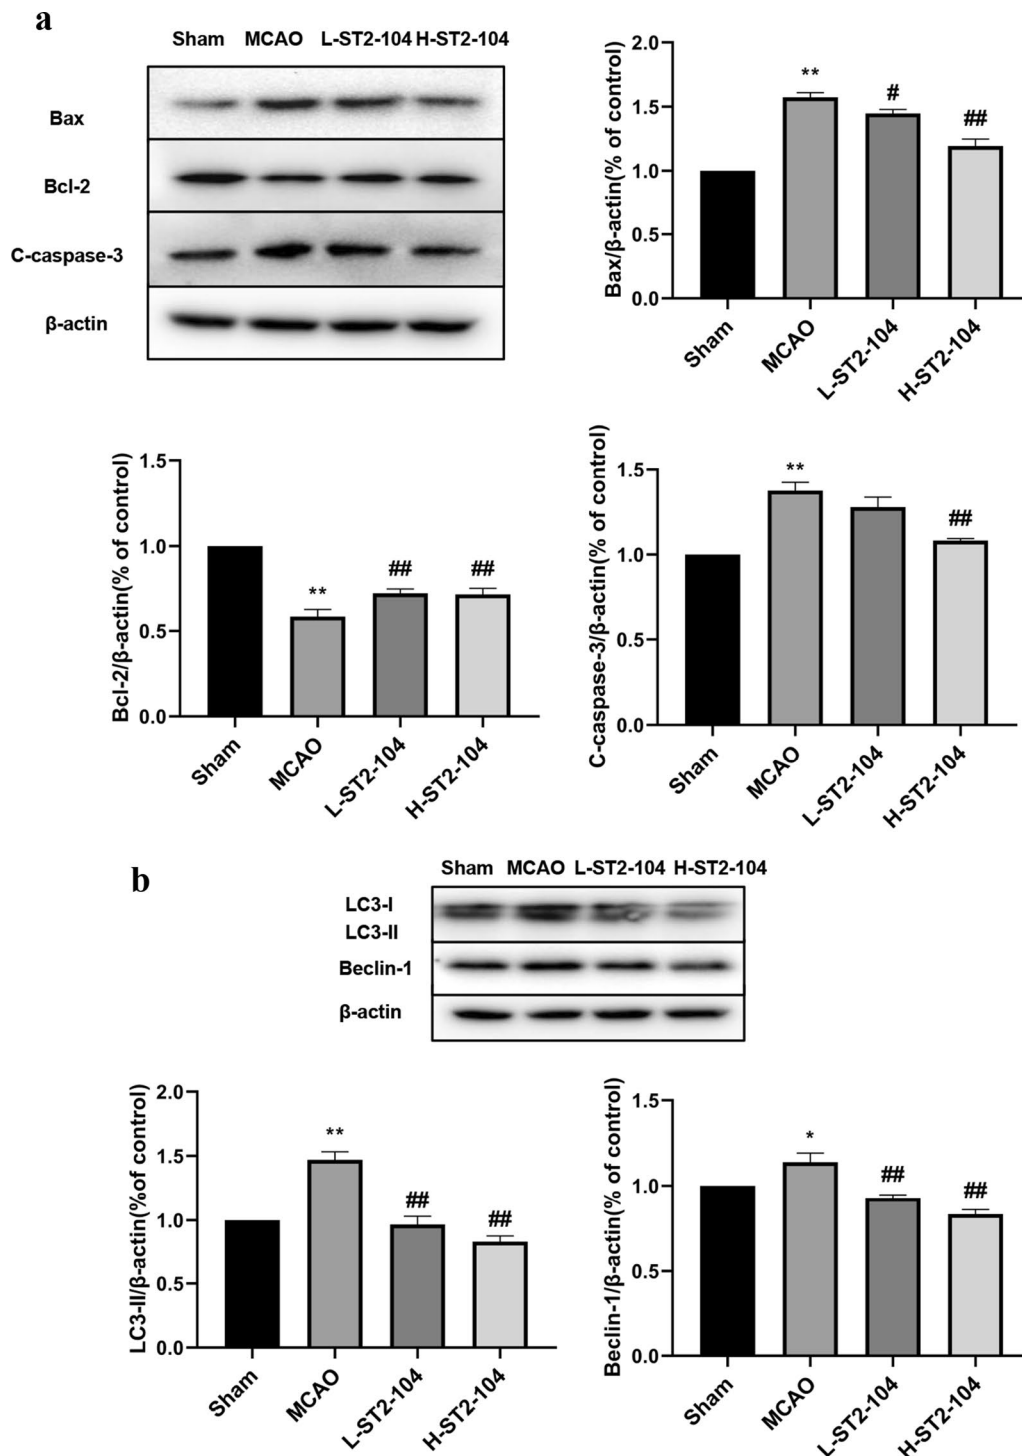 a
Sham MCAO L-ST2-104 H-ST2-104
Bax
Bcl-2
C-caspase-3
β-actin
Bax/β-actin(% of control)
2.0
1.5
1.0
0.5
0.0
**
#
##
Sham
MCAO
L-ST2-104
H-ST2-104
Bcl-2/β-actin(% of control)
1.5
1.0
0.5
0.0
**
##
##
Sham
MCAO
L-ST2-104
H-ST2-104
C-caspase-3/β-actin(% of control)
1.5
1.0
0.5
0.0
**
##
Sham
MCAO
L-ST2-104
H-ST2-104
b
Sham MCAO L-ST2-104 H-ST2-104
LC3-I
LC3-II
Beclin-1
β-actin
LC3-II/β-actin(%of control)
2.0
1.5
1.0
0.5
0.0
**
##
##
Sham
MCAO
L-ST2-104
H-ST2-104
Beclin-1/β-actin(% of control)
1.5
1.0
0.5
0.0
*
##
##
Sham
MCAO
L-ST2-104
H-ST2-104